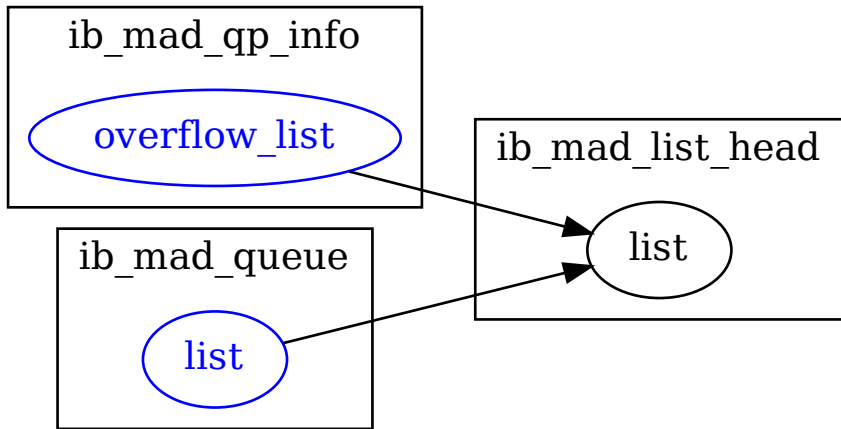 ib_mad_qp_info
overflow_list
ib_mad_list_head
list
ib_mad_queue
list